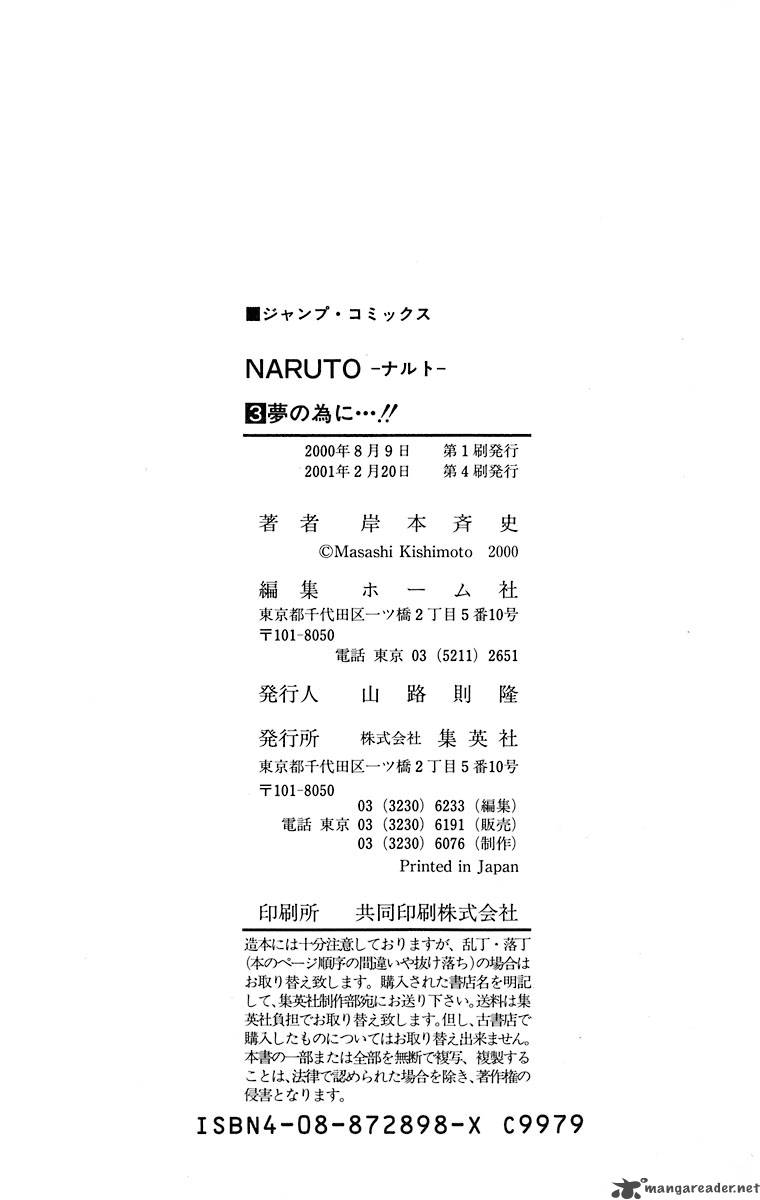 ■ジャンプ・コミックス
NARUTO -ナルト-
3夢の為に…!!
2000年8月9日 第1刷発行
2001年2月20日 第4刷発行
著者 岸本斉史
©Masashi Kishimoto 2000
編集 ホーム社
東京都千代田区一ツ橋2丁目5番10号
〒101-8050
電話 東京 03 (5211) 2651
発行人 山路則隆
発行所 株式会社 集英社
東京都千代田区一ツ橋2丁目5番10号
〒101-8050
03 (3230) 6233 (編集)
電話 東京 03 (3230) 6191 (販売)
03 (3230) 6076 (制作)
Printed in Japan
印刷所 共同印刷株式会社
造本には十分注意しておりますが、乱丁・落丁
(本のページ順序の間違いや抜け落ち)の場合は
お取り替え致します。購入された書店名を明記
して、集英社制作部宛にお送り下さい。送料は集
英社負担でお取り替え致します。但し、古書店で
購入したものについてはお取り替え出来ません。
本書の一部または全部を無断で複写、複製する
ことは、法律で認められた場合を除き、著作権の
侵害となります。
ISBN4-08-872898-X C9979
mangareader.net